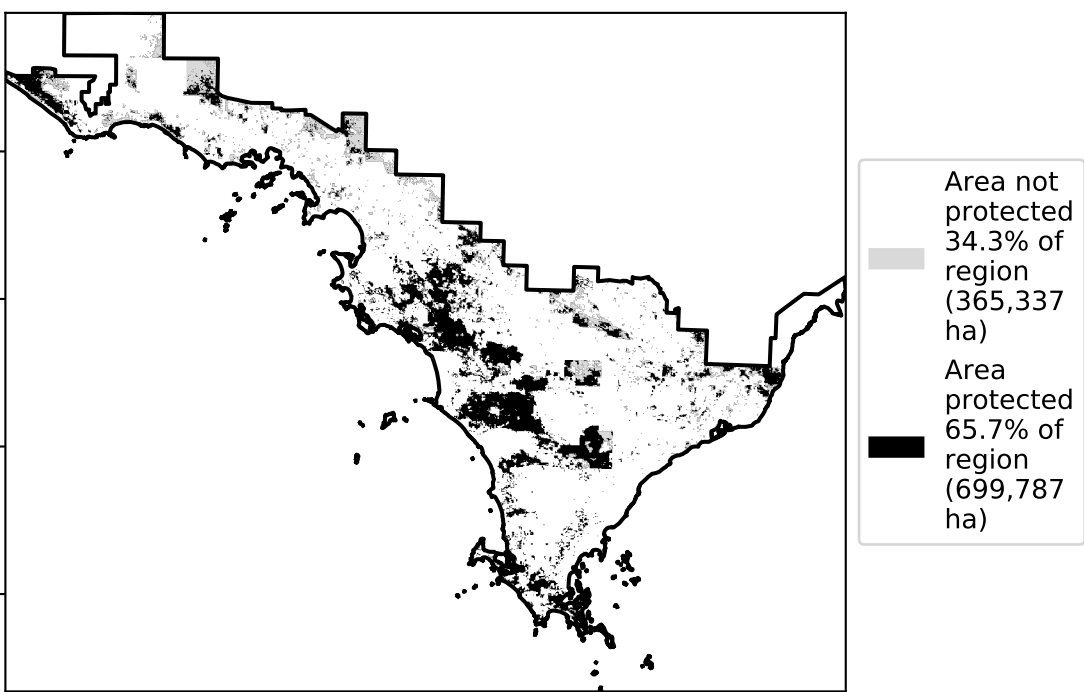 Area not
protected
34.3% of
region
(365,337
ha)
Area
protected
65.7% of
region
(699,787
ha)